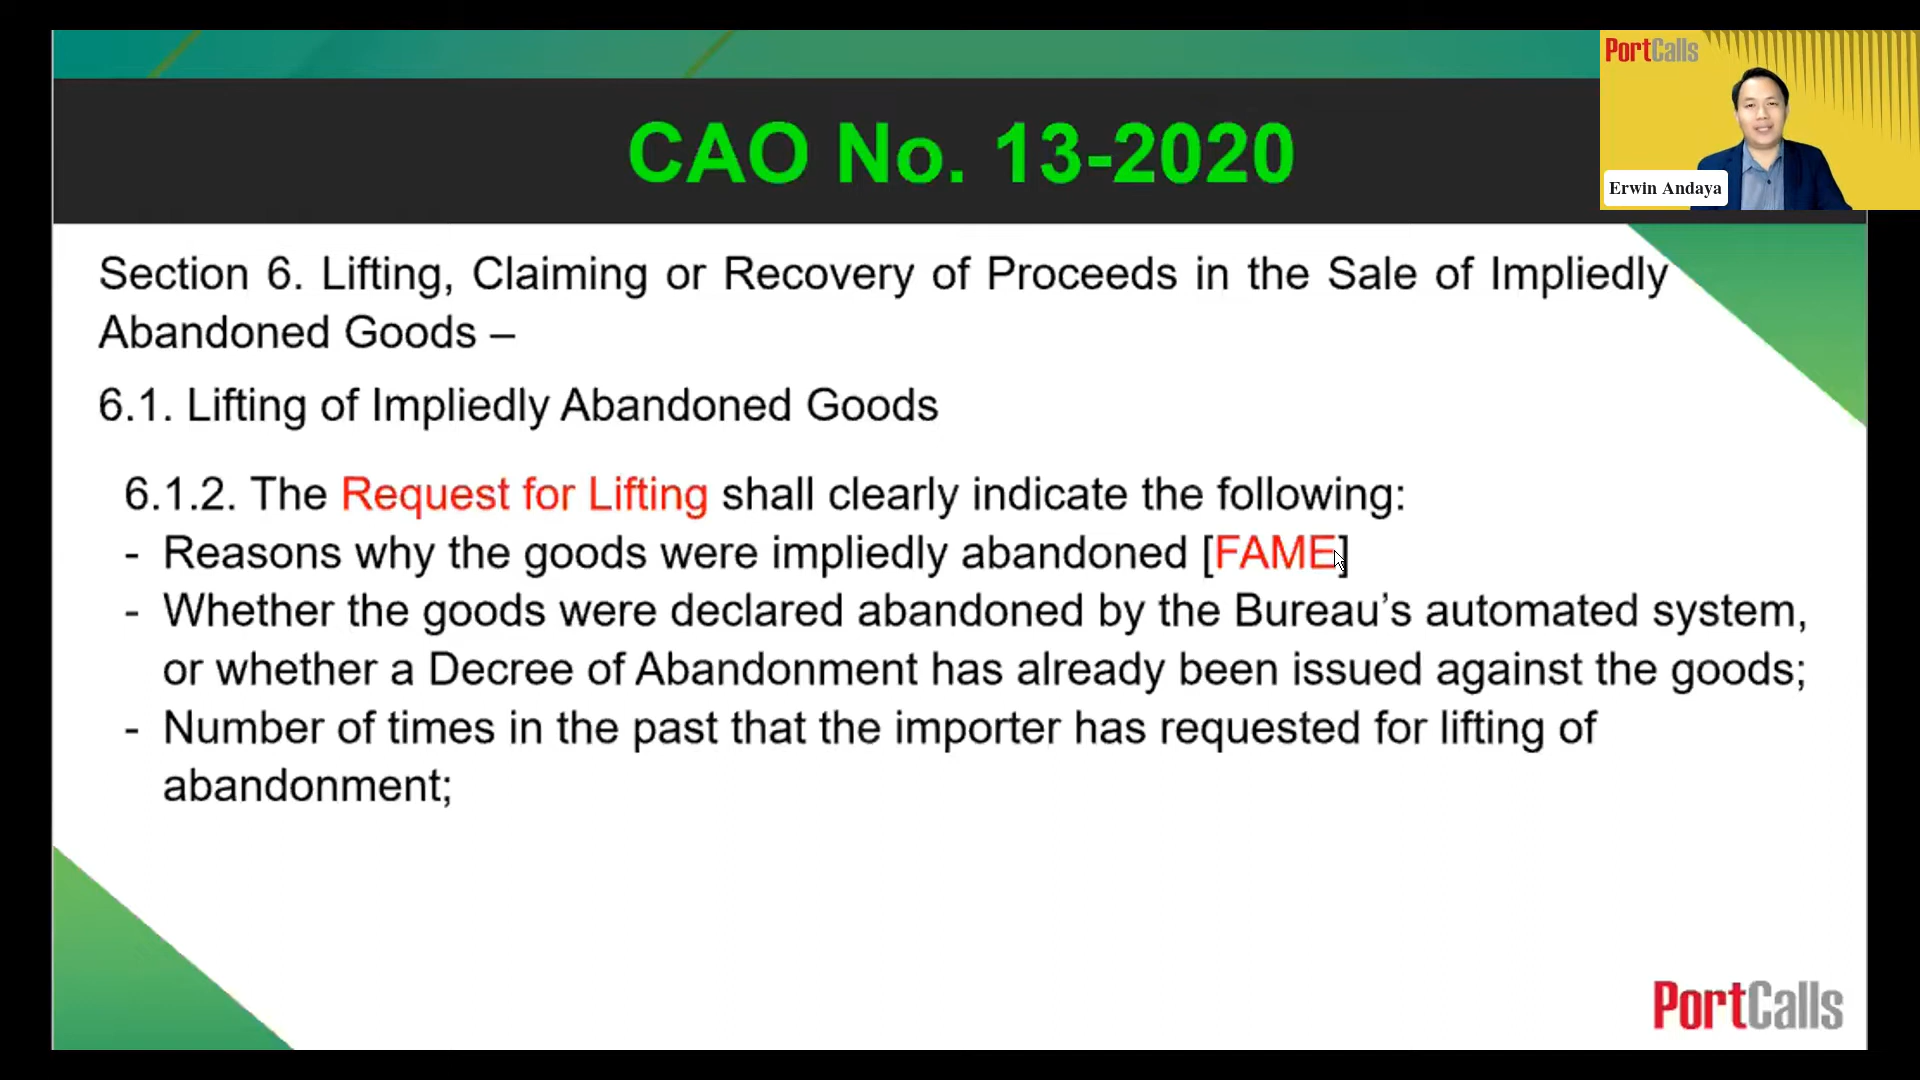 PortCalls
Erwin Andaya
CAO No. 13-2020
Section 6. Lifting, Claiming or Recovery of Proceeds in the Sale of Impliedly
Abandoned Goods –
6.1. Lifting of Impliedly Abandoned Goods
6.1.2. The Request for Lifting shall clearly indicate the following:
- Reasons why the goods were impliedly abandoned [FAME]
- Whether the goods were declared abandoned by the Bureau’s automated system,
or whether a Decree of Abandonment has already been issued against the goods;
- Number of times in the past that the importer has requested for lifting of
abandonment;
PortCalls